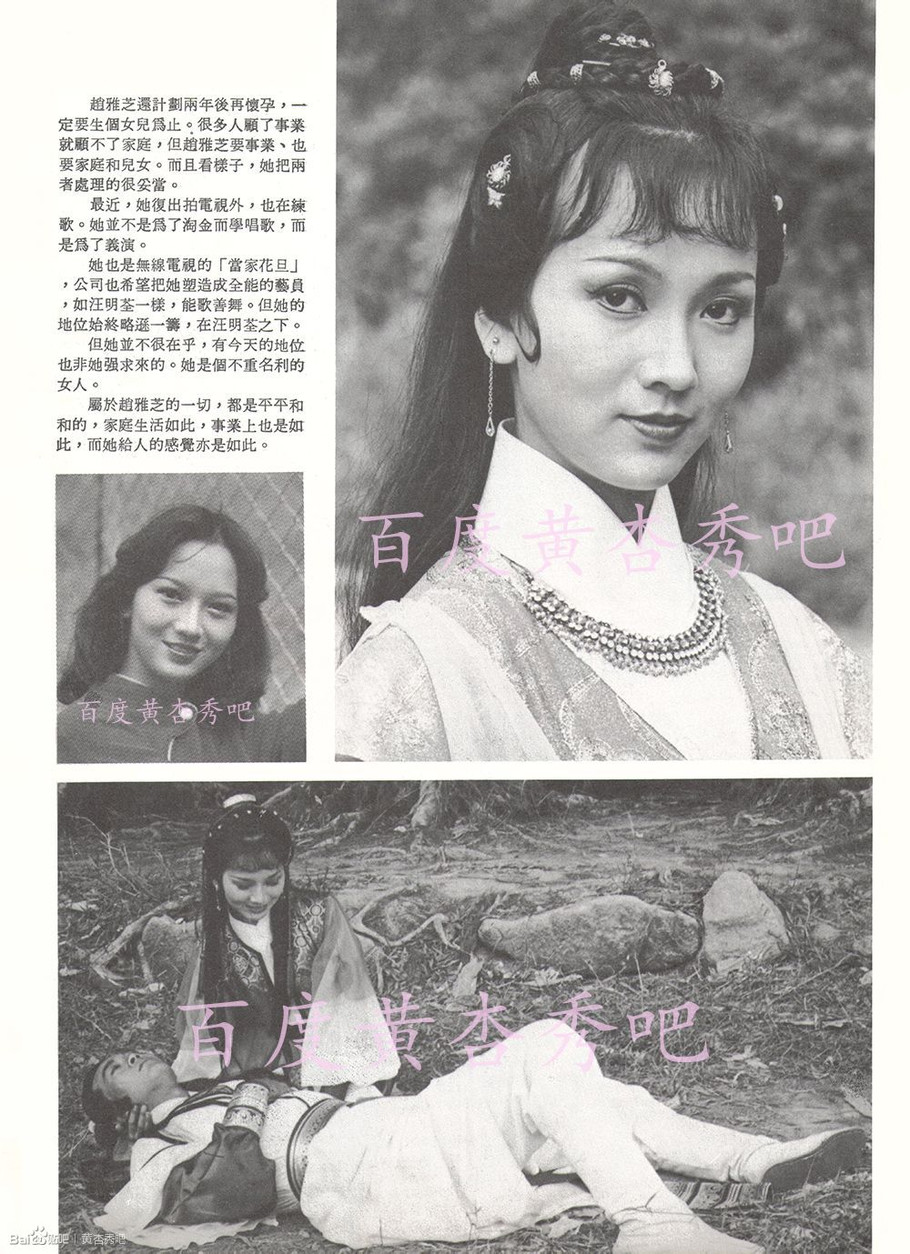 趙雅芝還計劃兩年後再懷孕，一
定要生個女兒爲止。很多人顧了事業
就顧不了家庭，但趙雅芝要事業、也
要家庭和兒女。而且看樣子，她把兩
者處理的很妥當。
最近，她復出拍電視外，也在練
歌。她並不是爲了淘金而學唱歌，而
是爲了義演。
她也是無線電視的「當家花旦」
，公司也希望把她塑造成全能的藝員
，如汪明荃一樣，能歌善舞。但她的
地位始終略遜一籌，在汪明荃之下。
但她並不很在乎，有今天的地位
也非她强求來的。她是個不重名利的
女人。
屬於趙雅芝的一切，都是平平和
和的，家庭生活如此，事業上也是如
此，而她給人的感覺亦是如此。
百度黄杏秀吧
百度黄杏秀吧
百度黄杏秀吧
Bai 贴吧 | 黄杏秀吧